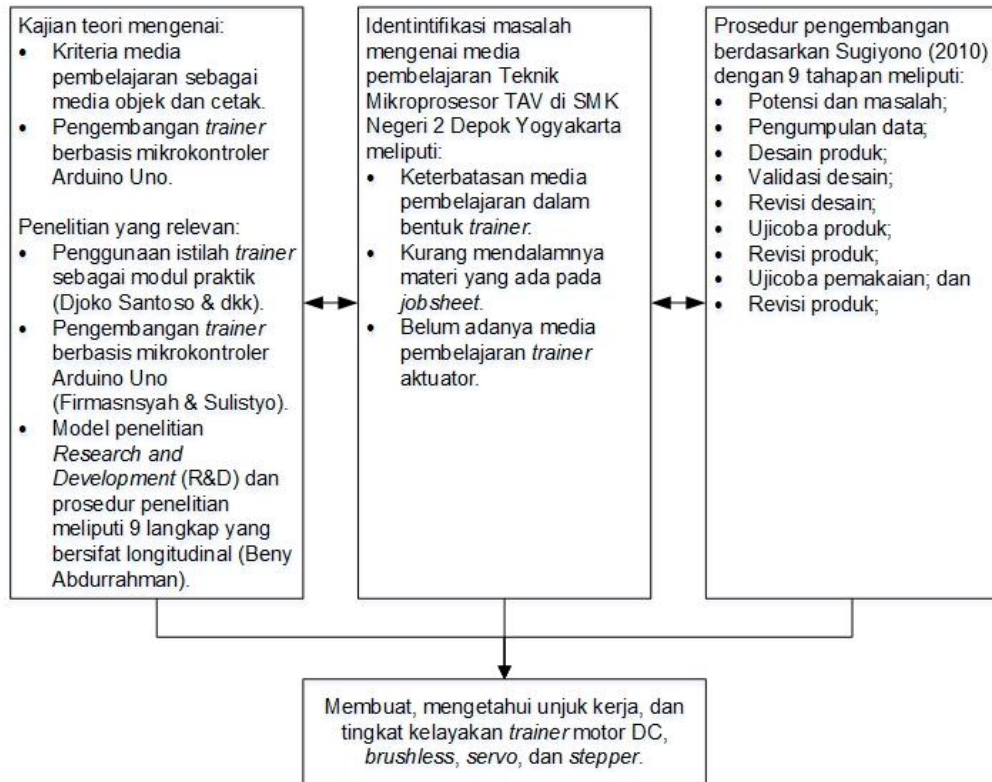 Kajian teori mengenai:
• Kriteria media
pembelajaran sebagai
media objek dan cetak.
• Pengembangan trainer
berbasis mikrokontroler
Arduino Uno.
Penelitian yang relevan:
• Penggunaan istilah trainer
sebagai modul praktik
(Djoko Santoso & dkk).
• Pengembangan trainer
berbasis mikrokontroler
Arduino Uno
(Firmasnsyah & Sulistyo).
• Model penelitian
Research and
Development (R&D) dan
prosedur penelitian
meliputi 9 langkap yang
bersifat longitudinal (Beny
Abdurrahman).
Identintifikasi masalah
mengenai media
pembelajaran Teknik
Mikroprosesor TAV di SMK
Negeri 2 Depok Yogyakarta
meliputi:
• Keterbatasan media
pembelajaran dalam
bentuk trainer.
• Kurang mendalamnya
materi yang ada pada
jobsheet.
• Belum adanya media
pembelajaran trainer
aktuator.
Prosedur pengembangan
berdasarkan Sugiyono (2010)
dengan 9 tahapan meliputi:
• Potensi dan masalah;
• Pengumpulan data;
• Desain produk;
• Validasi desain;
• Revisi desain;
• Ujicoba produk;
• Revisi produk;
• Ujicoba pemakaian; dan
• Revisi produk;
Membuat, mengetahui unjuk kerja, dan
tingkat kelayakan trainer motor DC,
brushless, servo, dan stepper.